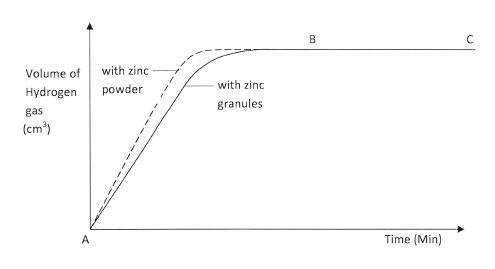 B
C
Volume of
Hydrogen
gas
(cm³)
with zinc
powder
with zinc
granules
A
Time (Min)